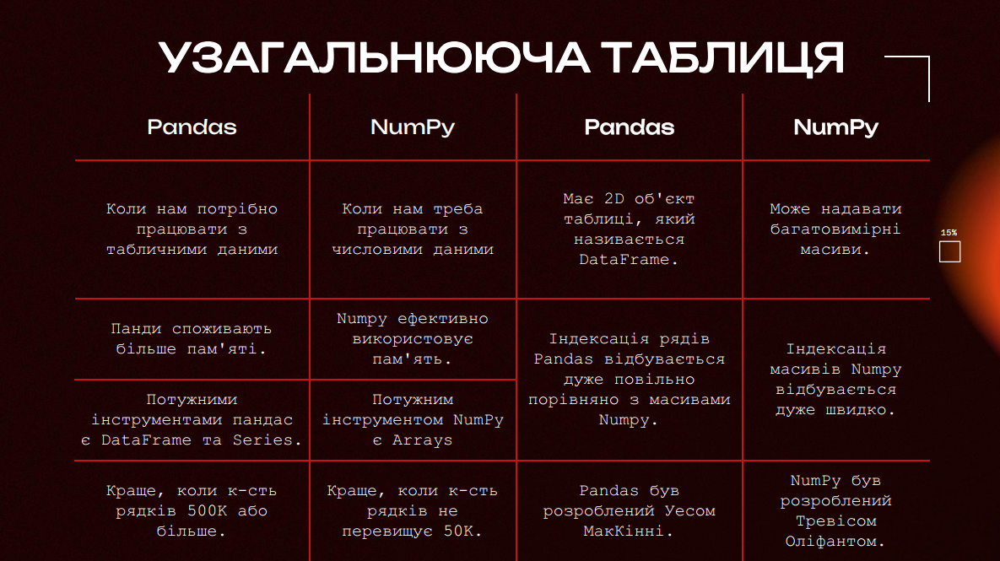 УЗАГАЛЬНЮЮЧА ТАБЛИЦЯ
Pandas
NumPy
Pandas
NumPy
Коли нам потрібно
працювати з
табличними даними
Коли нам треба
працювати з
числовими даними
Має 2D об'єкт
таблиці, який
називається
DataFrame.
Може надавати
багатовимірні
масиви.
15%
Панди споживають
більше пам'яті.
Numpy ефективно
використовує
пам'ять.
Індексація рядів
Pandas відбувається
дуже повільно
порівняно з масивами
Numpy.
Індексація
масивів Numpy
відбувається
дуже швидко.
Потужними
інструментами пандас
є DataFrame та Series.
Потужним
інструментом NumPy
є Arrays
Краще, коли к-сть
рядків 500K або
більше.
Краще, коли к-сть
рядків не
перевищує 50K.
Pandas був
розроблений Уесом
МакКінні.
NumPy був
розроблений
Тревісом
Оліфантом.